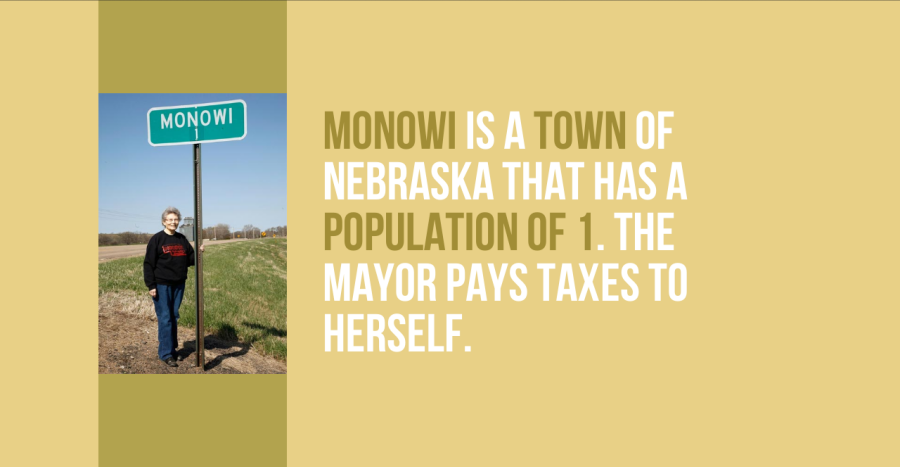 MONOWI
1
MONOWI IS A TOWN OF
NEBRASKA THAT HAS A
POPULATION OF 1. THE
MAYOR PAYS TAXES TO
HERSELF.